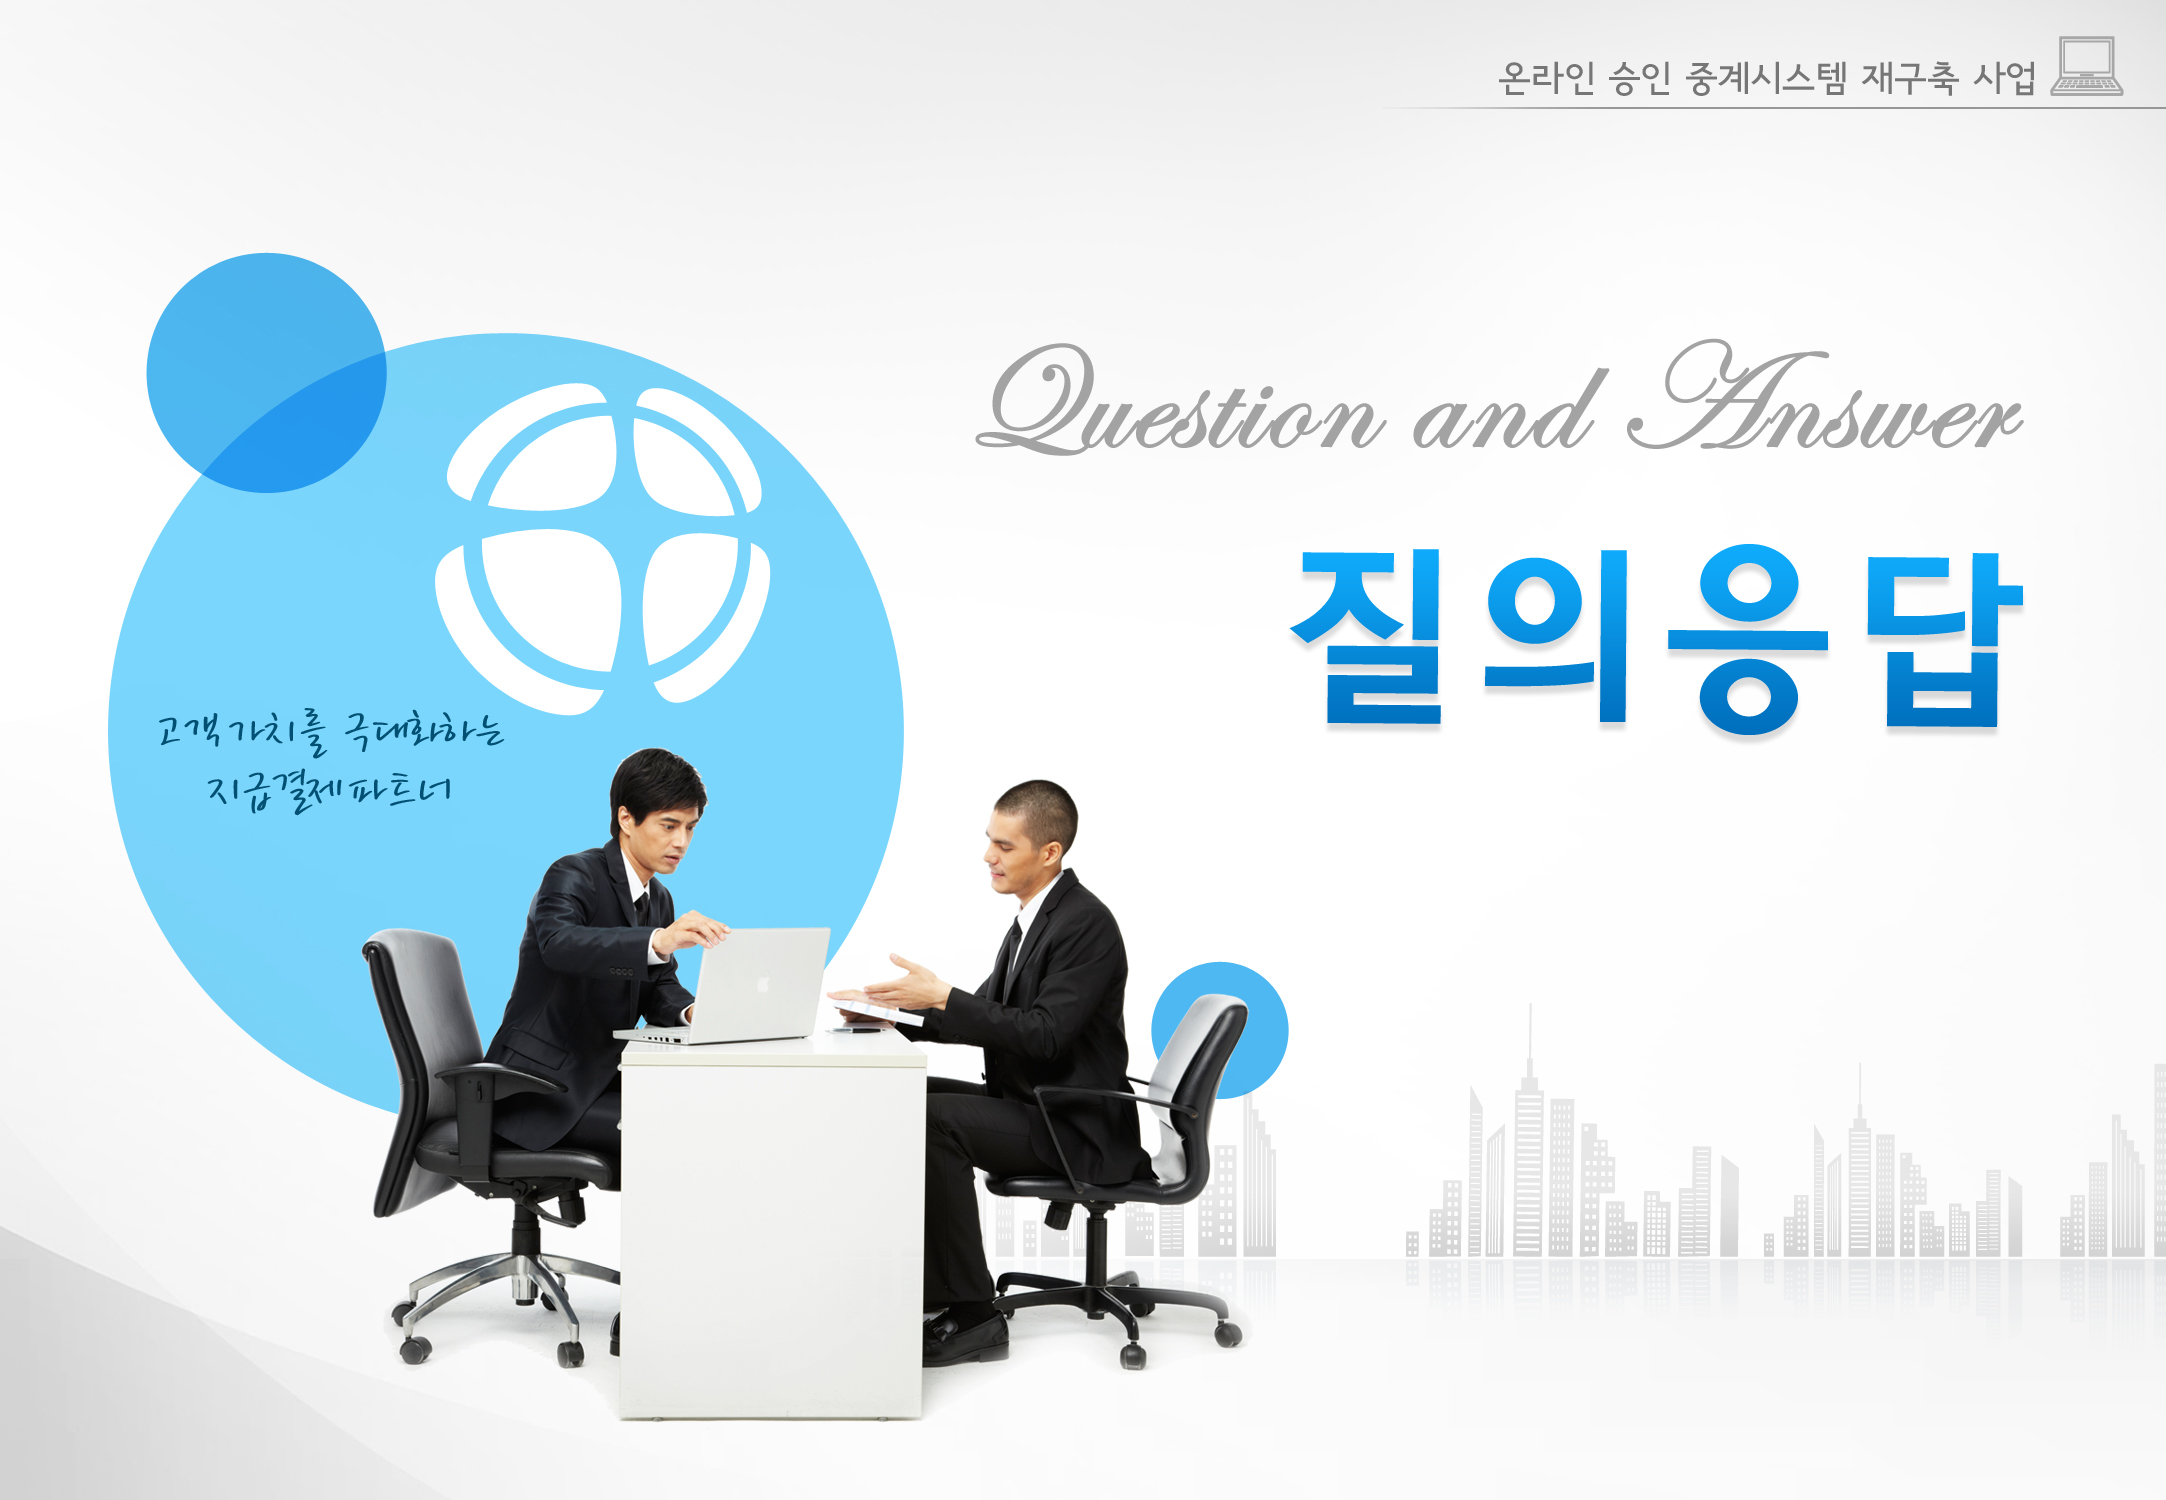 온라인 승인 중계시스템 재구축 사업
Question and Answer
질의응답
고객가치를 극대화하는
지급결제파트너